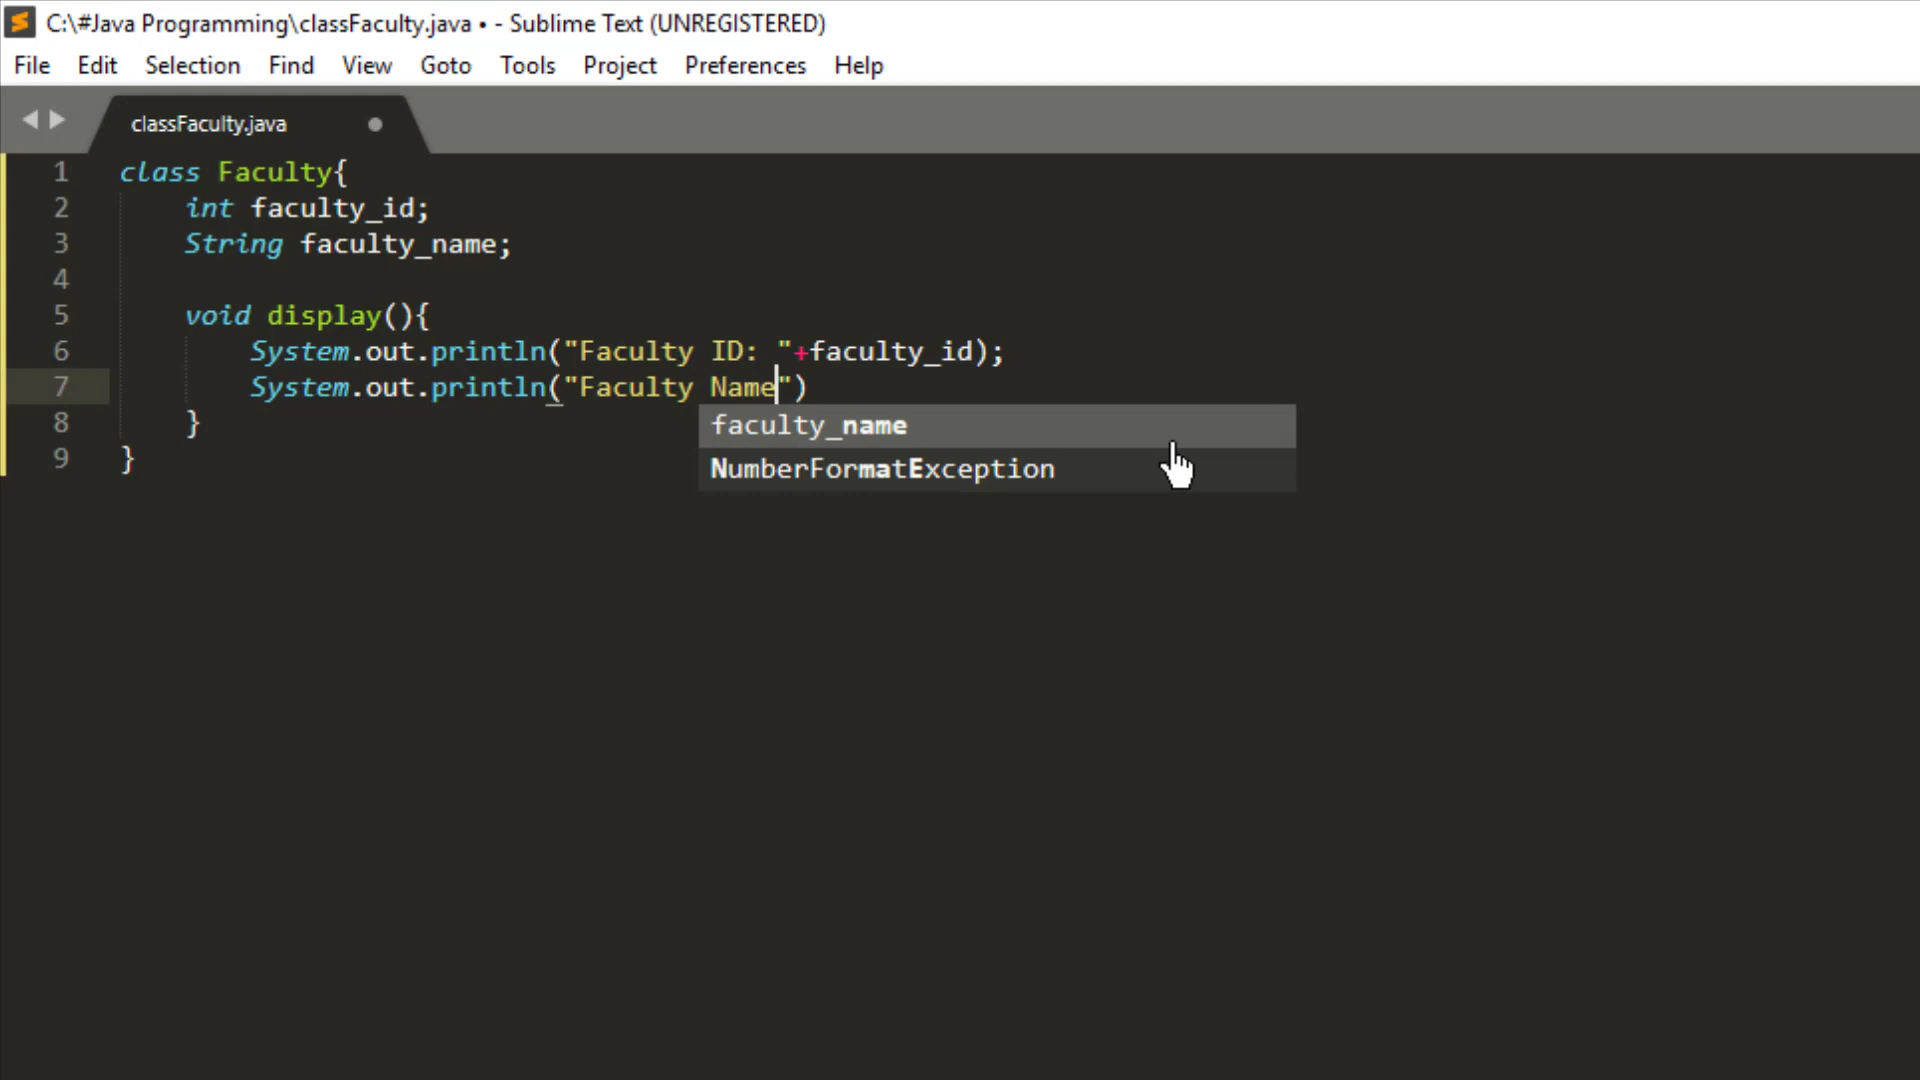 C:\#Java Programming\classFaculty.java • - Sublime Text (UNREGISTERED)
File Edit Selection Find View Goto Tools Project Preferences Help
classFaculty.java
1 class Faculty{
2 int faculty_id;
3 String faculty_name;
4
5 void display(){
6 System.out.println("Faculty ID: "+faculty_id);
7 System.out.println("Faculty Name")
8 }
faculty_name
9 }
NumberFormatException